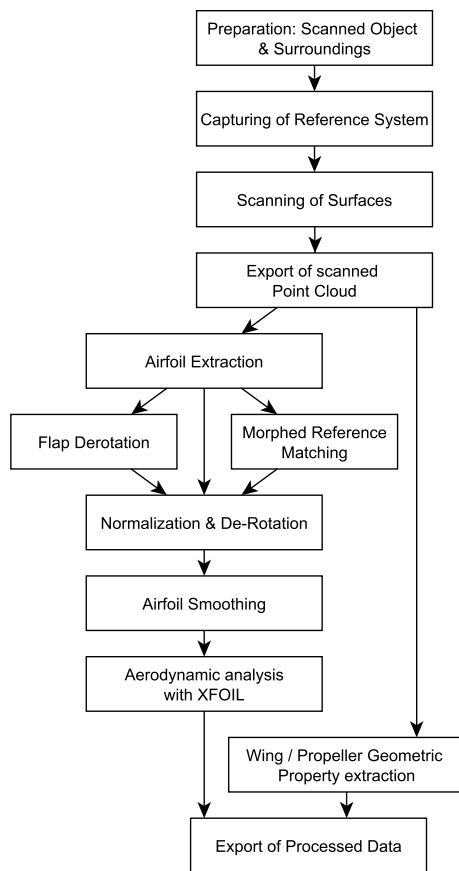 Preparation: Scanned Object
& Surroundings
Capturing of Reference System
Scanning of Surfaces
Export of scanned
Point Cloud
Airfoil Extraction
Flap Derotation
Morphed Reference
Matching
Normalization & De-Rotation
Airfoil Smoothing
Aerodynamic analysis
with XFOIL
Wing / Propeller Geometric
Property extraction
Export of Processed Data